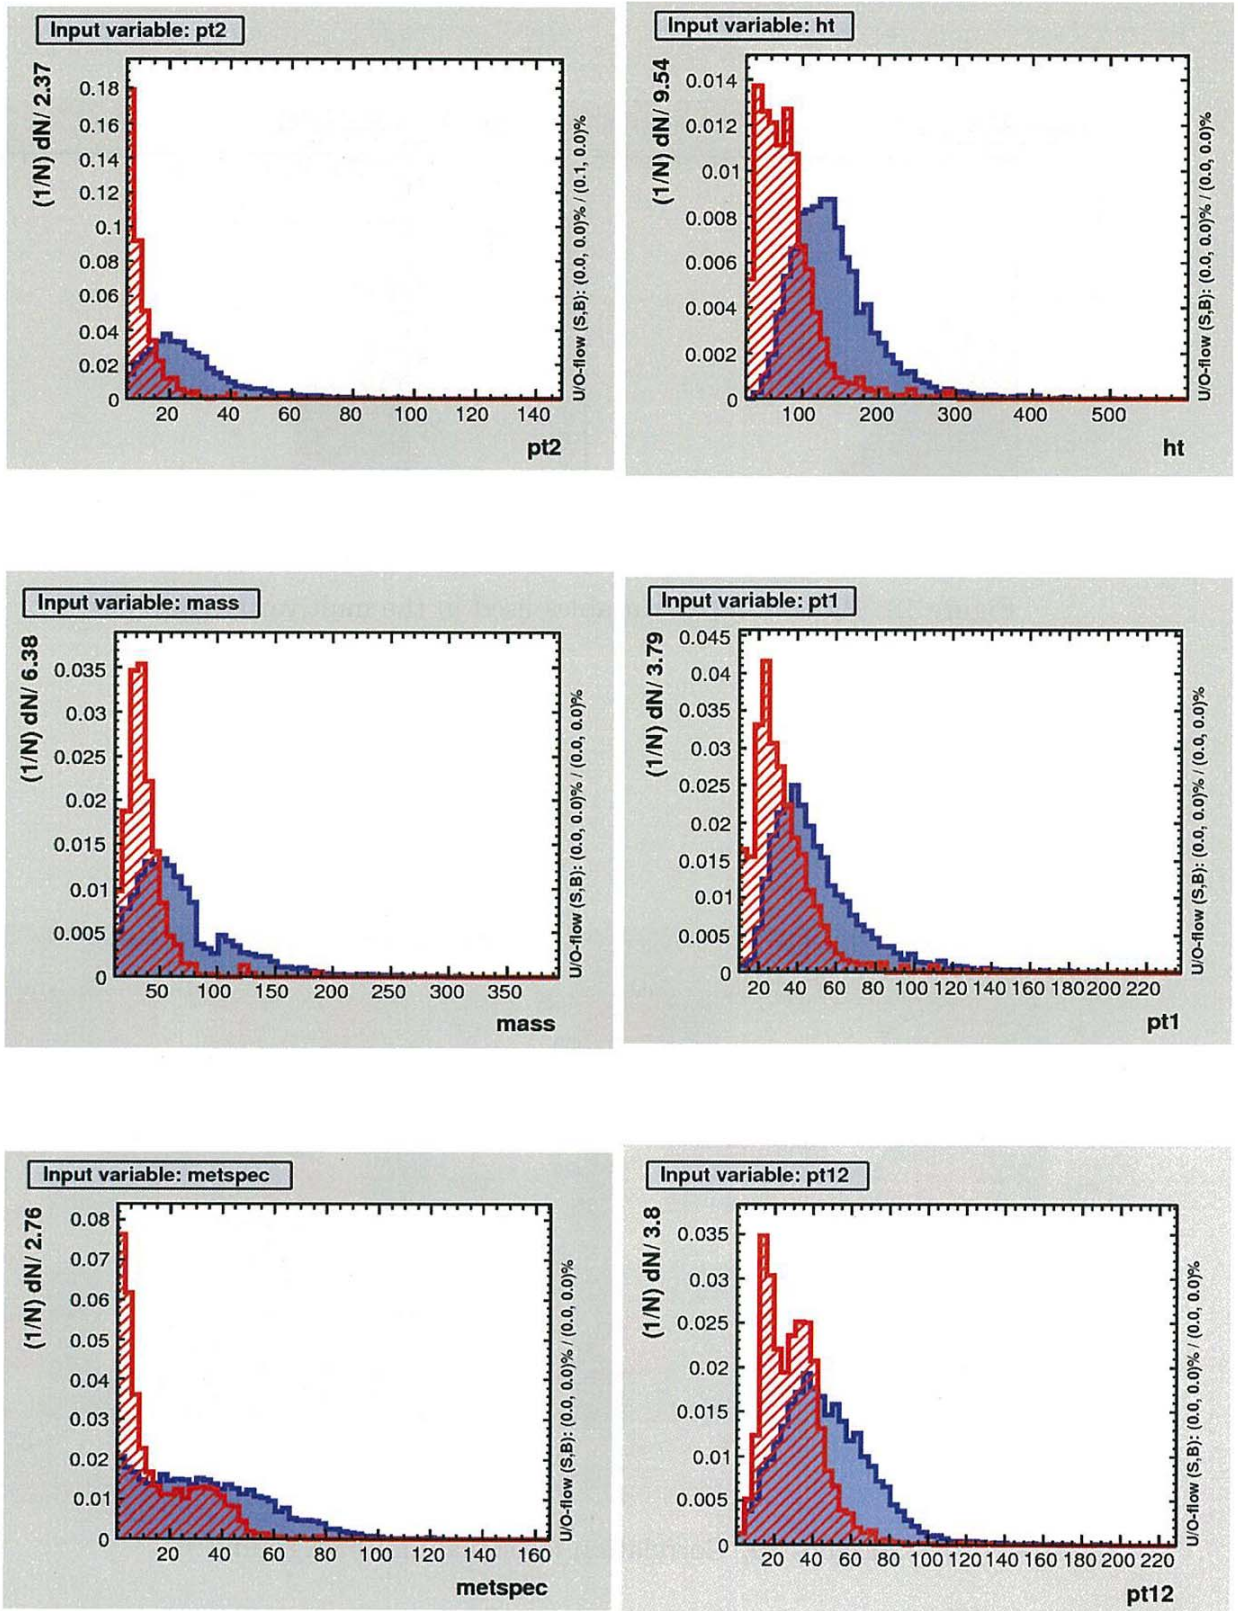 Input variable: pt2
(1/N) dN/ 2.37
0.18
0.16
0.14
0.12
0.1
0.08
0.06
0.04
0.02
0
20 40 60 80 100 120 140
pt2
U/O-flow (S,B): (0.0, 0.0)% / (0.1, 0.0)%
Input variable: ht
(1/N) dN/ 9.54
0.014
0.012
0.01
0.008
0.006
0.004
0.002
0
100 200 300 400 500
ht
U/O-flow (S,B): (0.0, 0.0)% / (0.0, 0.0)%
Input variable: mass
(1/N) dN/ 6.38
0.035
0.03
0.025
0.02
0.015
0.01
0.005
0
50 100 150 200 250 300 350
mass
U/O-flow (S,B): (0.0, 0.0)% / (0.0, 0.0)%
Input variable: pt1
(1/N) dN/ 3.79
0.045
0.04
0.035
0.03
0.025
0.02
0.015
0.01
0.005
0
20 40 60 80 100 120 140 160 180 200 220
pt1
U/O-flow (S,B): (0.0, 0.0)% / (0.0, 0.0)%
Input variable: metspec
(1/N) dN/ 2.76
0.08
0.07
0.06
0.05
0.04
0.03
0.02
0.01
0
20 40 60 80 100 120 140 160
metspec
U/O-flow (S,B): (0.0, 0.0)% / (0.0, 0.0)%
Input variable: pt12
(1/N) dN/ 3.8
0.035
0.03
0.025
0.02
0.015
0.01
0.005
0
20 40 60 80 100 120 140 160 180 200 220
pt12
U/O-flow (S,B): (0.0, 0.0)% / (0.0, 0.0)%